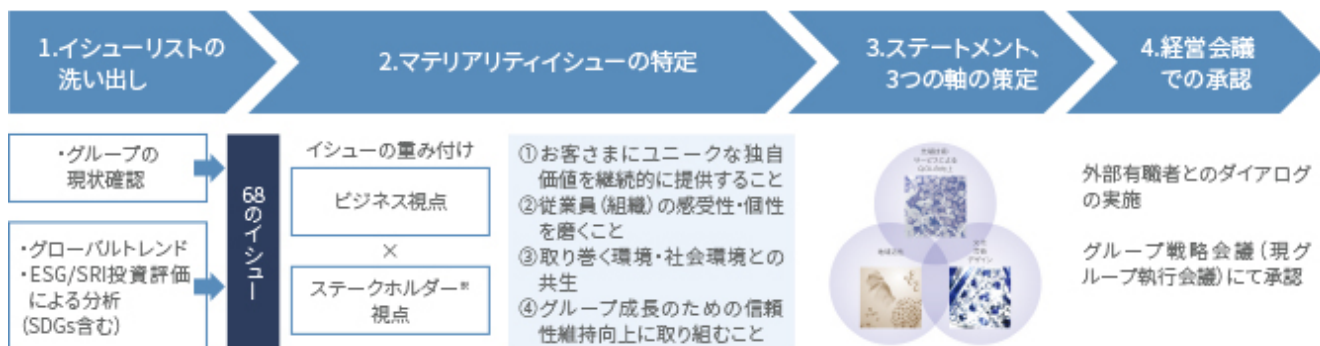 1.イシューリストの
洗い出し
2.マテリアリティイシューの特定
3.ステートメント、
3つの軸の策定
4.経営会議
での承認
・グループの
現状確認
・グローバルトレンド
・ESG/SRI投資評価
による分析
(SDGs含む)
68のイシュー
イシューの重み付け
ビジネス視点
×
ステークホルダー※
視点
①お客さまにユニークな独自
価値を継続的に提供すること
②従業員(組織)の感受性・個性
を磨くこと
③取り巻く環境・社会環境との
共生
④グループ成長のための信頼
性維持向上に取り組むこと
サービスによる
デザイン
外部有職者とのダイアログ
の実施
グループ戦略会議(現グ
ループ執行会議)にて承認